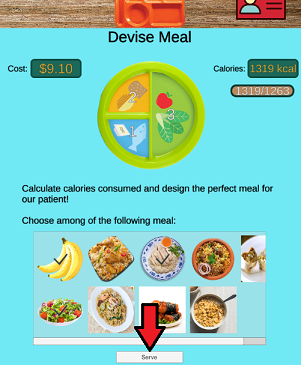 Devise Meal
Cost: $9.10
Calories: 1319 kcal
1319/1263
Calculate calories consumed and design the perfect meal for
our patient!
Choose among of the following meal:
Serve